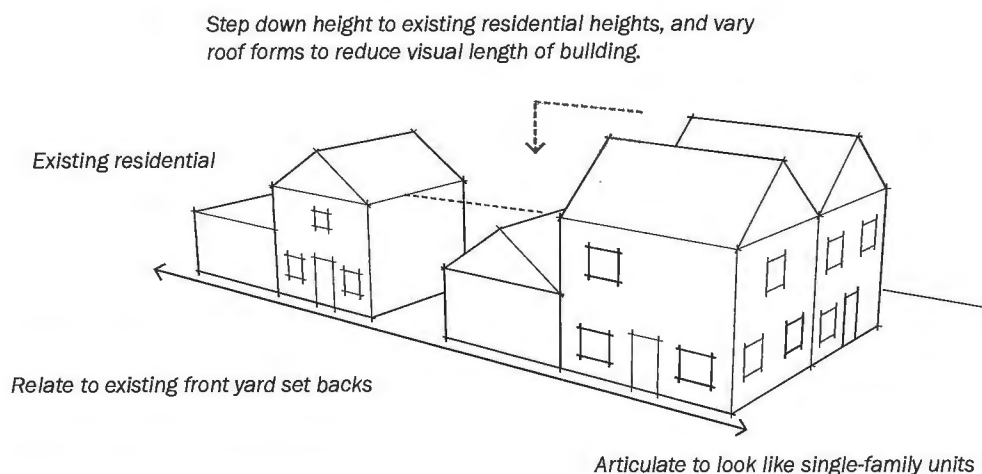 Step down height to existing residential heights, and vary
roof forms to reduce visual length of building.
Existing residential
Relate to existing front yard set backs
Articulate to look like single-family units